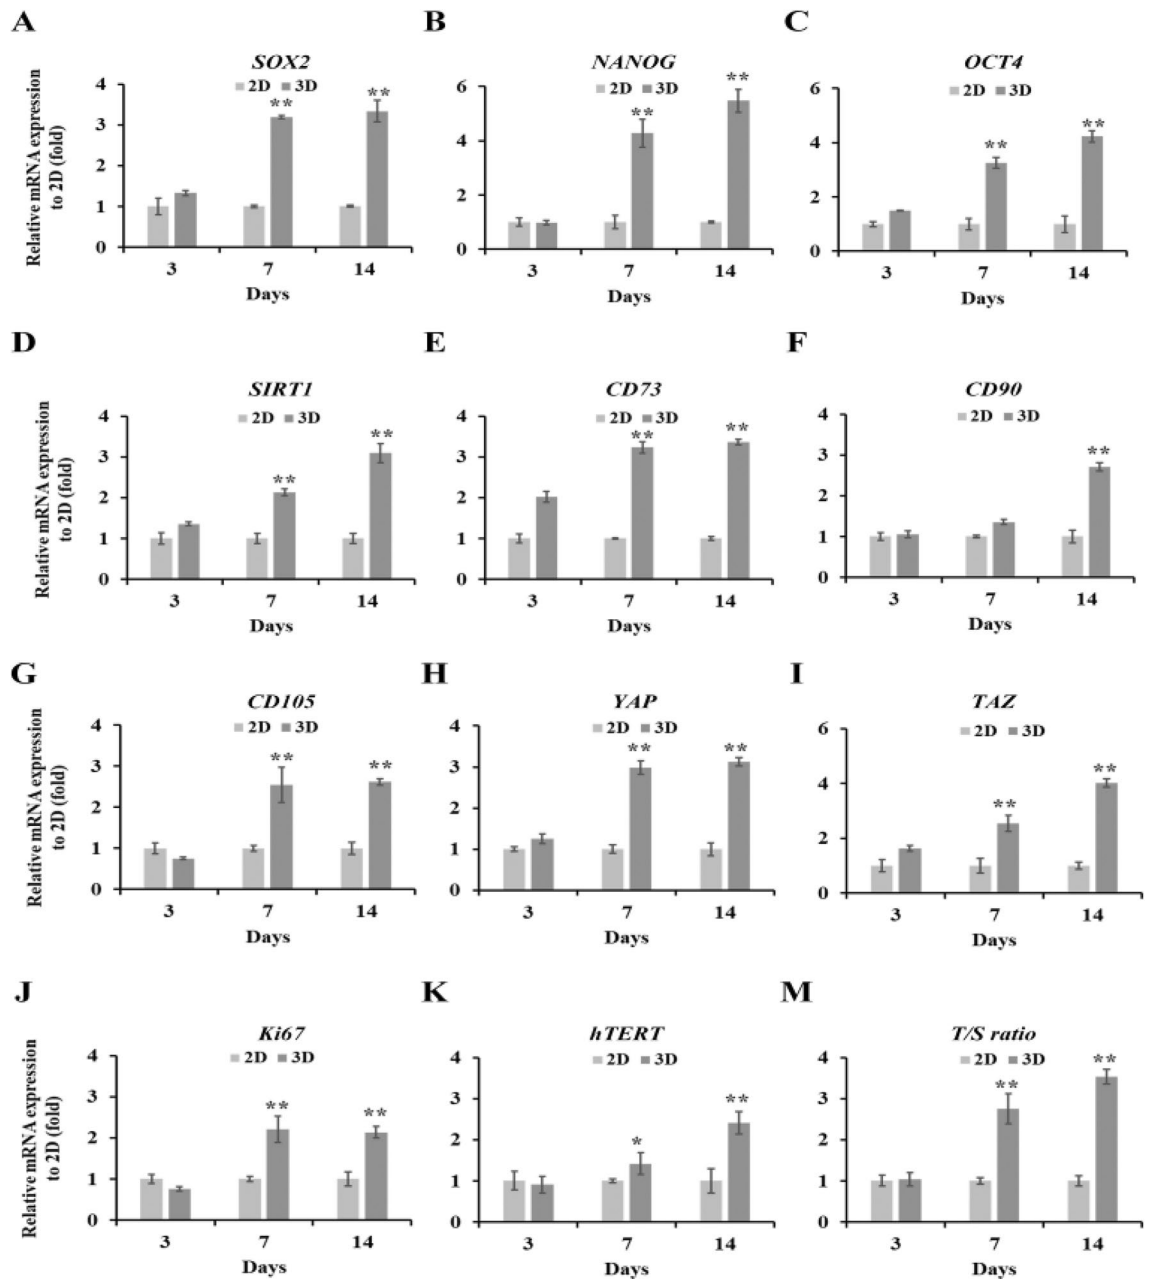 A
SOX2
2D 3D
Relative mRNA expression
to 2D (fold)
4
3
2
1
0
**
**
3 7 14
Days
B
NANOG
2D 3D
6
4
2
0
**
**
3 7 14
Days
C
OCT4
2D 3D
6
4
2
0
**
**
3 7 14
Days
D
SIRT1
2D 3D
Relative mRNA expression
to 2D (fold)
4
3
2
1
0
**
**
3 7 14
Days
E
CD73
2D 3D
4
3
2
1
0
**
**
3 7 14
Days
F
CD90
2D 3D
4
3
2
1
0
**
3 7 14
Days
G
CD105
2D 3D
Relative mRNA expression
to 2D (fold)
4
3
2
1
0
**
**
3 7 14
Days
H
YAP
2D 3D
4
3
2
1
0
**
**
3 7 14
Days
I
TAZ
2D 3D
6
4
2
0
**
**
3 7 14
Days
J
Ki67
2D 3D
Relative mRNA expression
to 2D (fold)
4
3
2
1
0
**
**
3 7 14
Days
K
hTERT
2D 3D
4
3
2
1
0
*
**
3 7 14
Days
M
T/S ratio
2D 3D
4
3
2
1
0
**
**
3 7 14
Days